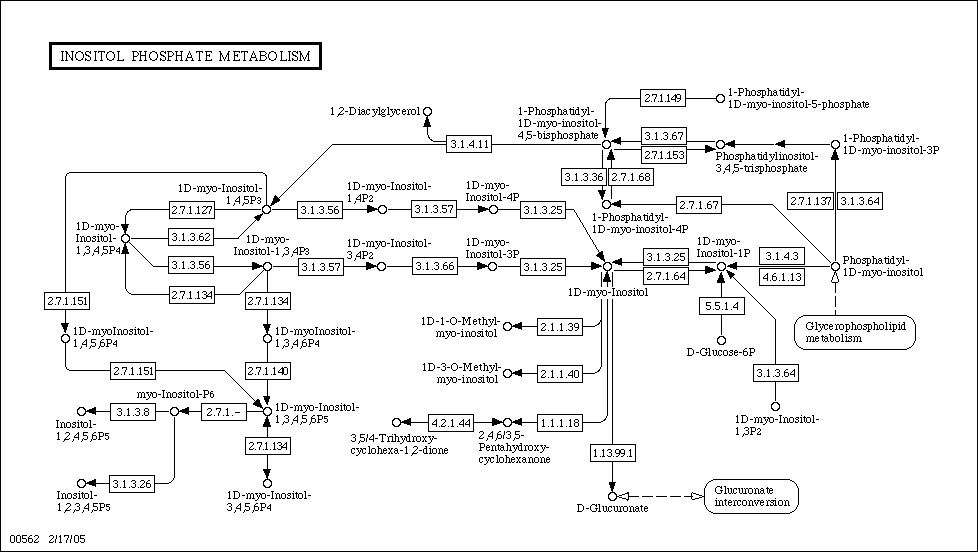 INOSITOL PHOSPHATE METABOLISM
1,2-Diacylglycerol
3.1.4.11
1-Phosphatidyl-
1D-myo-inositol-
4,5-bisphosphate
2.7.1.149
1-Phosphatidyl-
1D-myo-inositol-5-phosphate
3.1.3.67
2.7.1.153
Phosphatidylinositol-
3,4,5-trisphosphate
1-Phosphatidyl-
1D-myo-inositol-3P
3.1.3.36
2.7.1.68
2.7.1.137
3.1.3.64
1-Phosphatidyl-
1D-myo-inositol-4P
2.7.1.67
1D-myo-Inositol-
1,4,5P3
2.7.1.127
3.1.3.56
1D-myo-Inositol-
1,4P2
3.1.3.57
1D-myo-
Inositol-4P
3.1.3.25
1D-myo-
Inositol-
1,3,4,5P4
3.1.3.62
3.1.3.56
2.7.1.134
1D-myo-
Inositol-1,3,4P3
3.1.3.57
1D-myo-Inositol-
3,4P2
3.1.3.66
1D-myo-
Inositol-3P
3.1.3.25
1D-myo-Inositol
3.1.3.25
2.7.1.64
1D-myo-
Inositol-1P
3.1.4.3
4.6.1.13
Phosphatidyl-
1D-myo-inositol
2.7.1.151
2.7.1.134
5.5.1.4
Glycerophospholipid
metabolism
1D-myoInositol-
1,4,5,6P4
1D-myoInositol-
1,3,4,6P4
1D-1-O-Methyl-
myo-inositol
2.1.1.39
D-Glucose-6P
2.7.1.151
2.7.1.140
1D-3-O-Methyl-
myo-inositol
2.1.1.40
3.1.3.64
myo-Inositol-P6
3.1.3.8
2.7.1.-
Inositol-
1,2,4,5,6P5
1D-myo-Inositol-
1,3,4,5,6P5
4.2.1.44
1.1.1.18
1D-myo-Inositol-
1,3P2
3,5/4-Trihydroxy-
cyclohexa-1,2-dione
2,4,6/3,5-
Pentahydroxy-
cyclohexanone
2.7.1.134
1.13.99.1
3.1.3.26
Inositol-
1,2,3,4,5P5
1D-myo-Inositol-
3,4,5,6P4
D-Glucuronate
Glucuronate
interconversion
00562 2/17/05